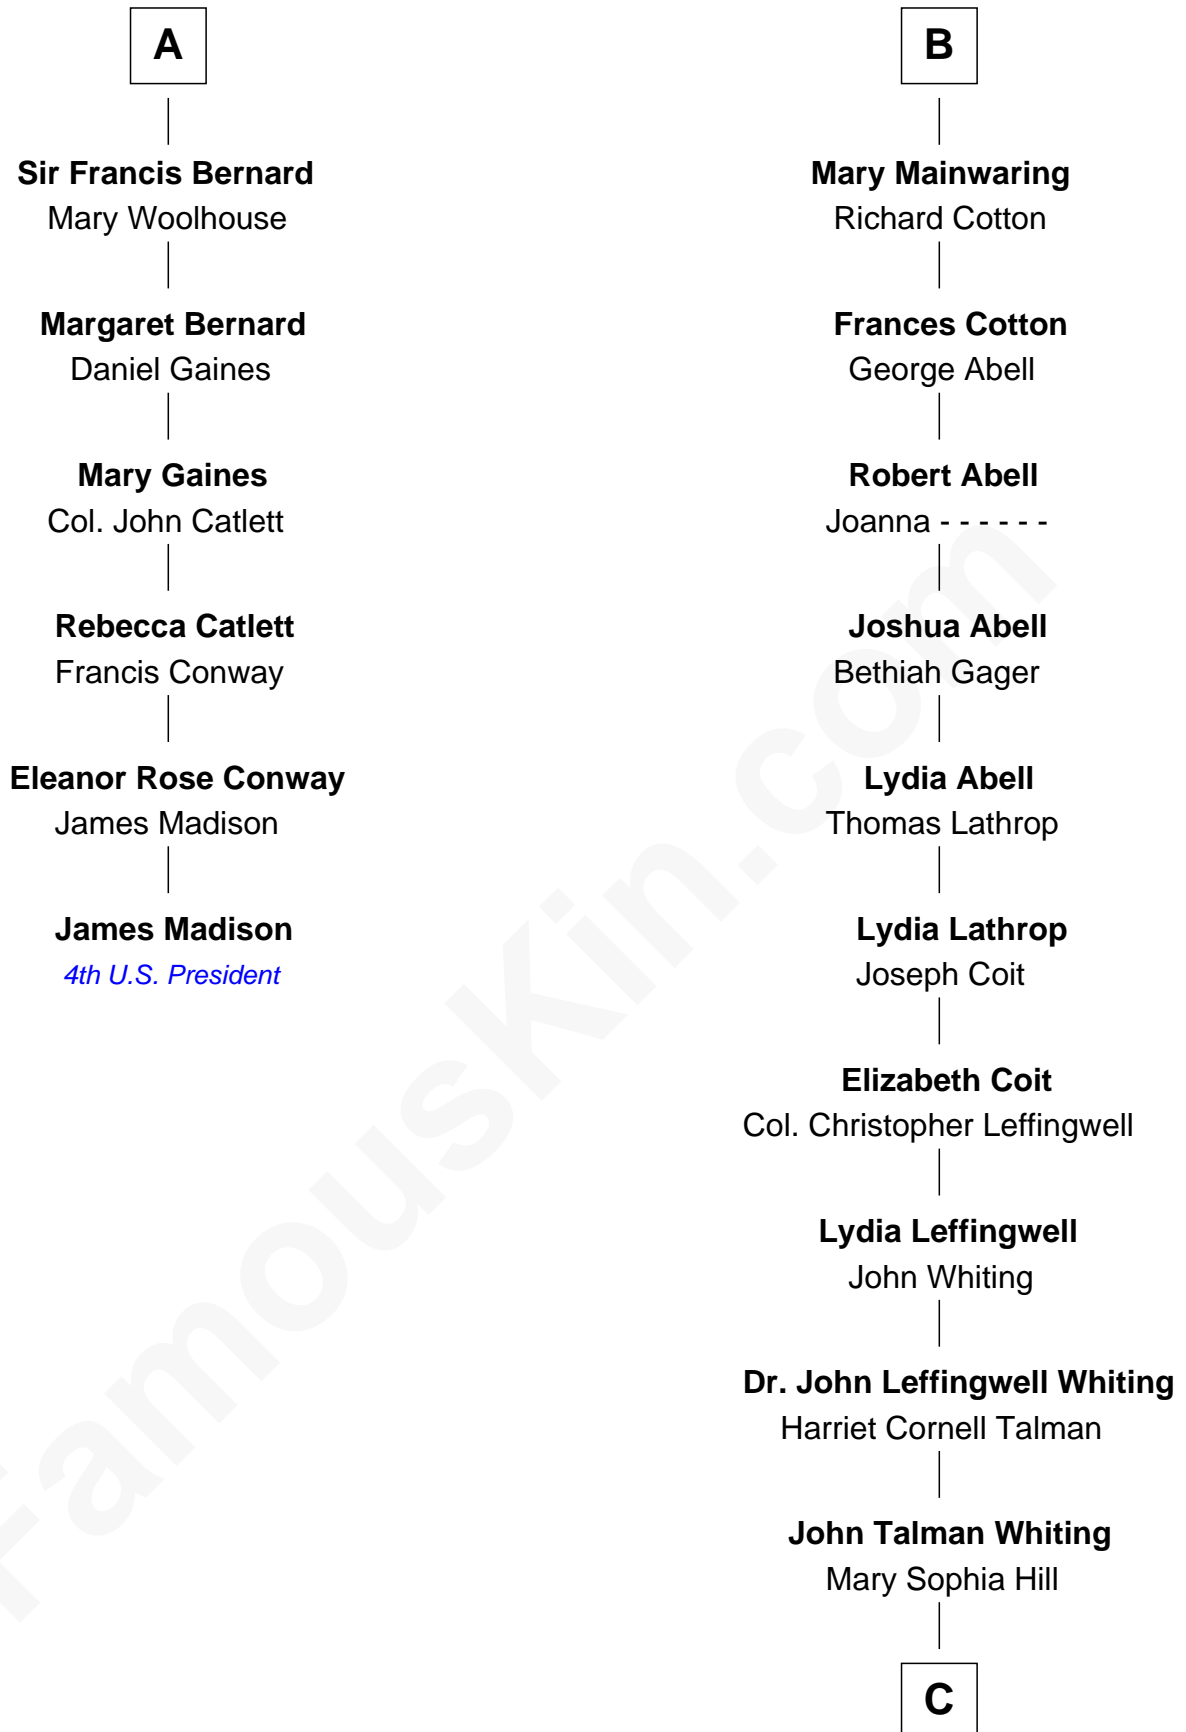 A
Sir Francis Bernard
Mary Woolhouse
Margaret Bernard
Daniel Gaines
Mary Gaines
Col. John Catlett
Rebecca Catlett
Francis Conway
Eleanor Rose Conway
James Madison
James Madison
4th U.S. President
B
Mary Mainwaring
Richard Cotton
Frances Cotton
George Abell
Robert Abell
Joanna - - - - - -
Joshua Abell
Bethiah Gager
Lydia Abell
Thomas Lathrop
Lydia Lathrop
Joseph Coit
Elizabeth Coit
Col. Christopher Leffingwell
Lydia Leffingwell
John Whiting
Dr. John Leffingwell Whiting
Harriet Cornell Talman
John Talman Whiting
Mary Sophia Hill
C
FamousKin.com